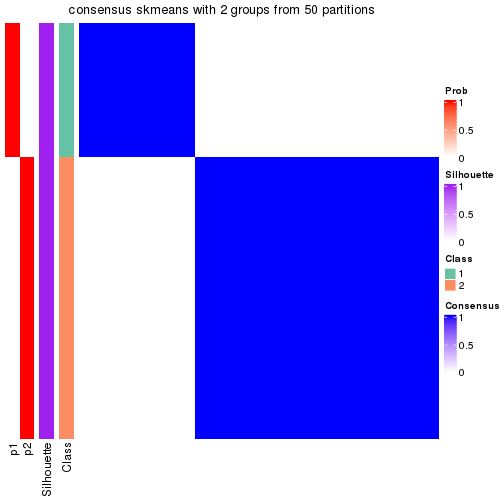 consensus skmeans with 2 groups from 50 partitions
p1
p2
Silhouette
Class
Prob
1
0.5
0
Silhouette
1
0.5
0
Class
1
2
Consensus
1
0.5
0